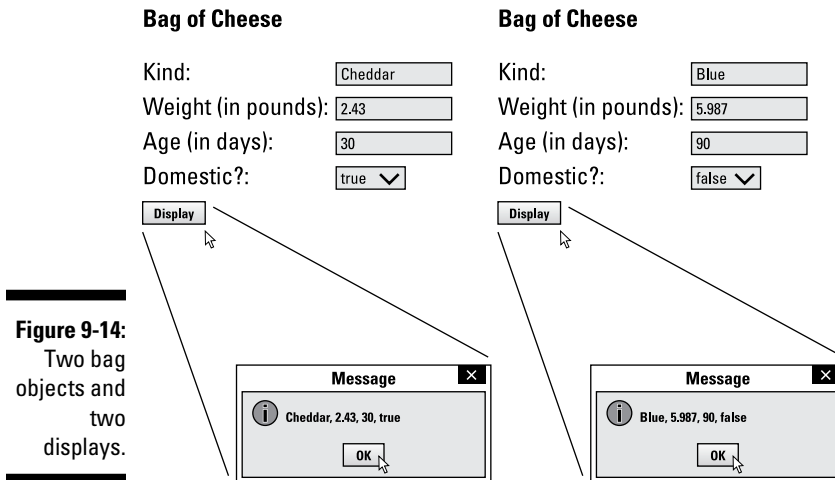 Bag of Cheese
Kind: Cheddar
Weight (in pounds): 2.43
Age (in days): 30
Domestic?: true
Display
Message
Cheddar, 2.43, 30, true
OK
Bag of Cheese
Kind: Blue
Weight (in pounds): 5.987
Age (in days): 90
Domestic?: false
Display
Message
Blue, 5.987, 90, false
OK
Figure 9-14:
Two bag
objects and
two
displays.